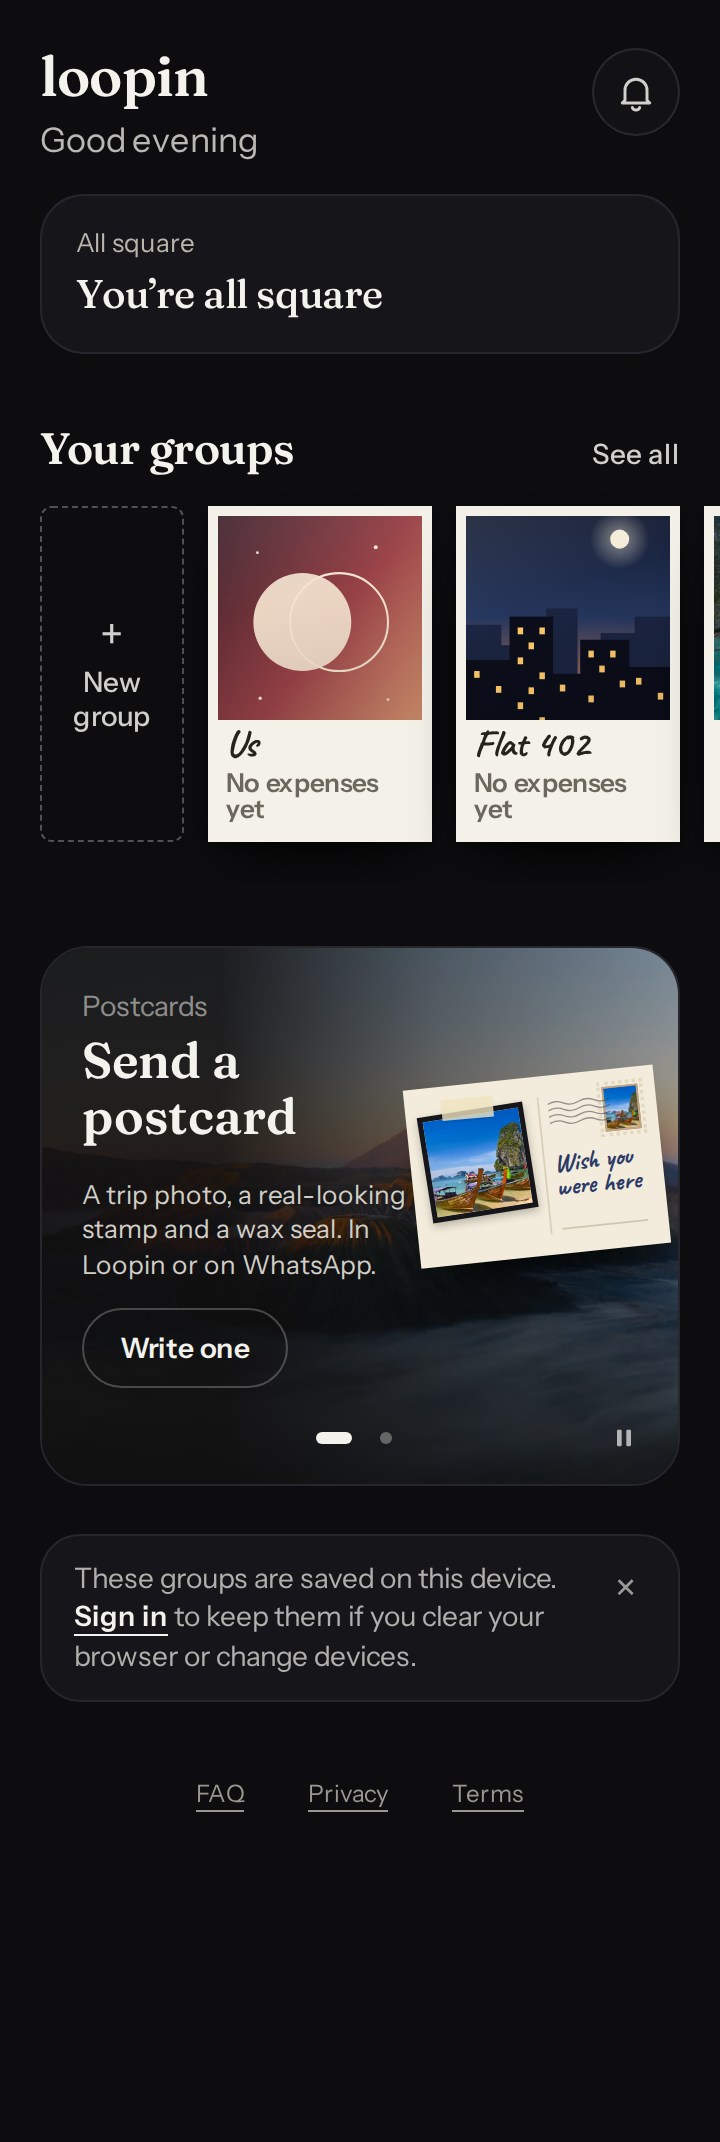 loopin
Good evening
All square
You’re all square
Your groups
See all
+
New
group
Us
No expenses
yet
Flat 402
No expenses
yet
Postcards
Send a
postcard
A trip photo, a real-looking
stamp and a wax seal. In
Loopin or on WhatsApp.
Wish you
were here
Write one
These groups are saved on this device.
Sign in to keep them if you clear your
browser or change devices.
FAQ
Privacy
Terms